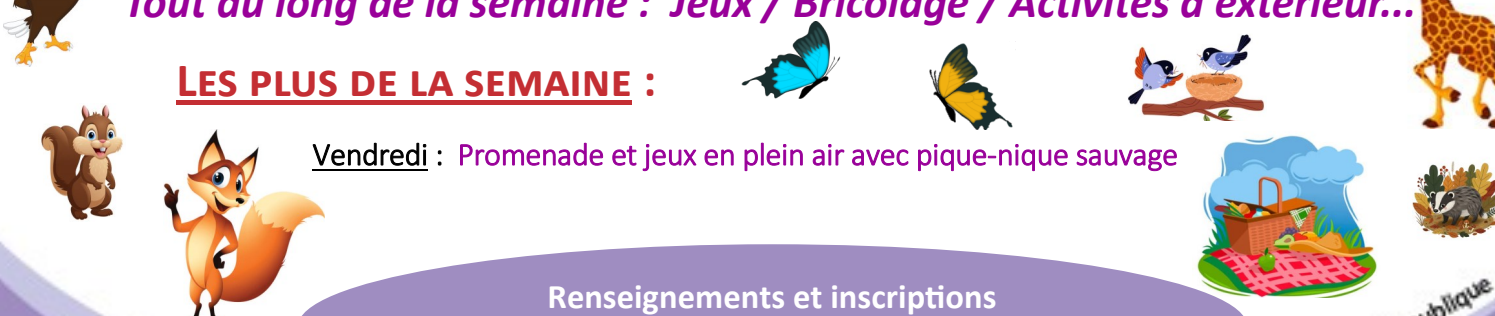 Tout au long de la semaine : Jeux / Bricolage / Activités d'extérieur...
LES PLUS DE LA SEMAINE :
Vendredi : Promenade et jeux en plein air avec pique-nique sauvage
Renseignements et inscriptions